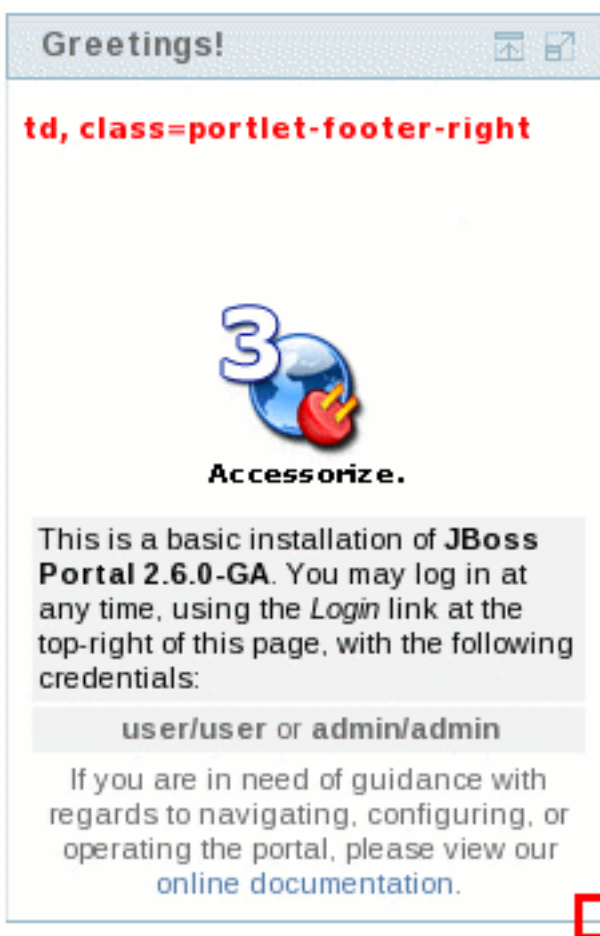 Greetings!
td, class=portlet-footer-right
3
Accessorize.
This is a basic installation of JBoss
Portal 2.6.0-GA. You may log in at
any time, using the Login link at the
top-right of this page, with the following
credentials:
user/user or admin/admin
If you are in need of guidance with
regards to navigating, configuring, or
operating the portal, please view our
online documentation.